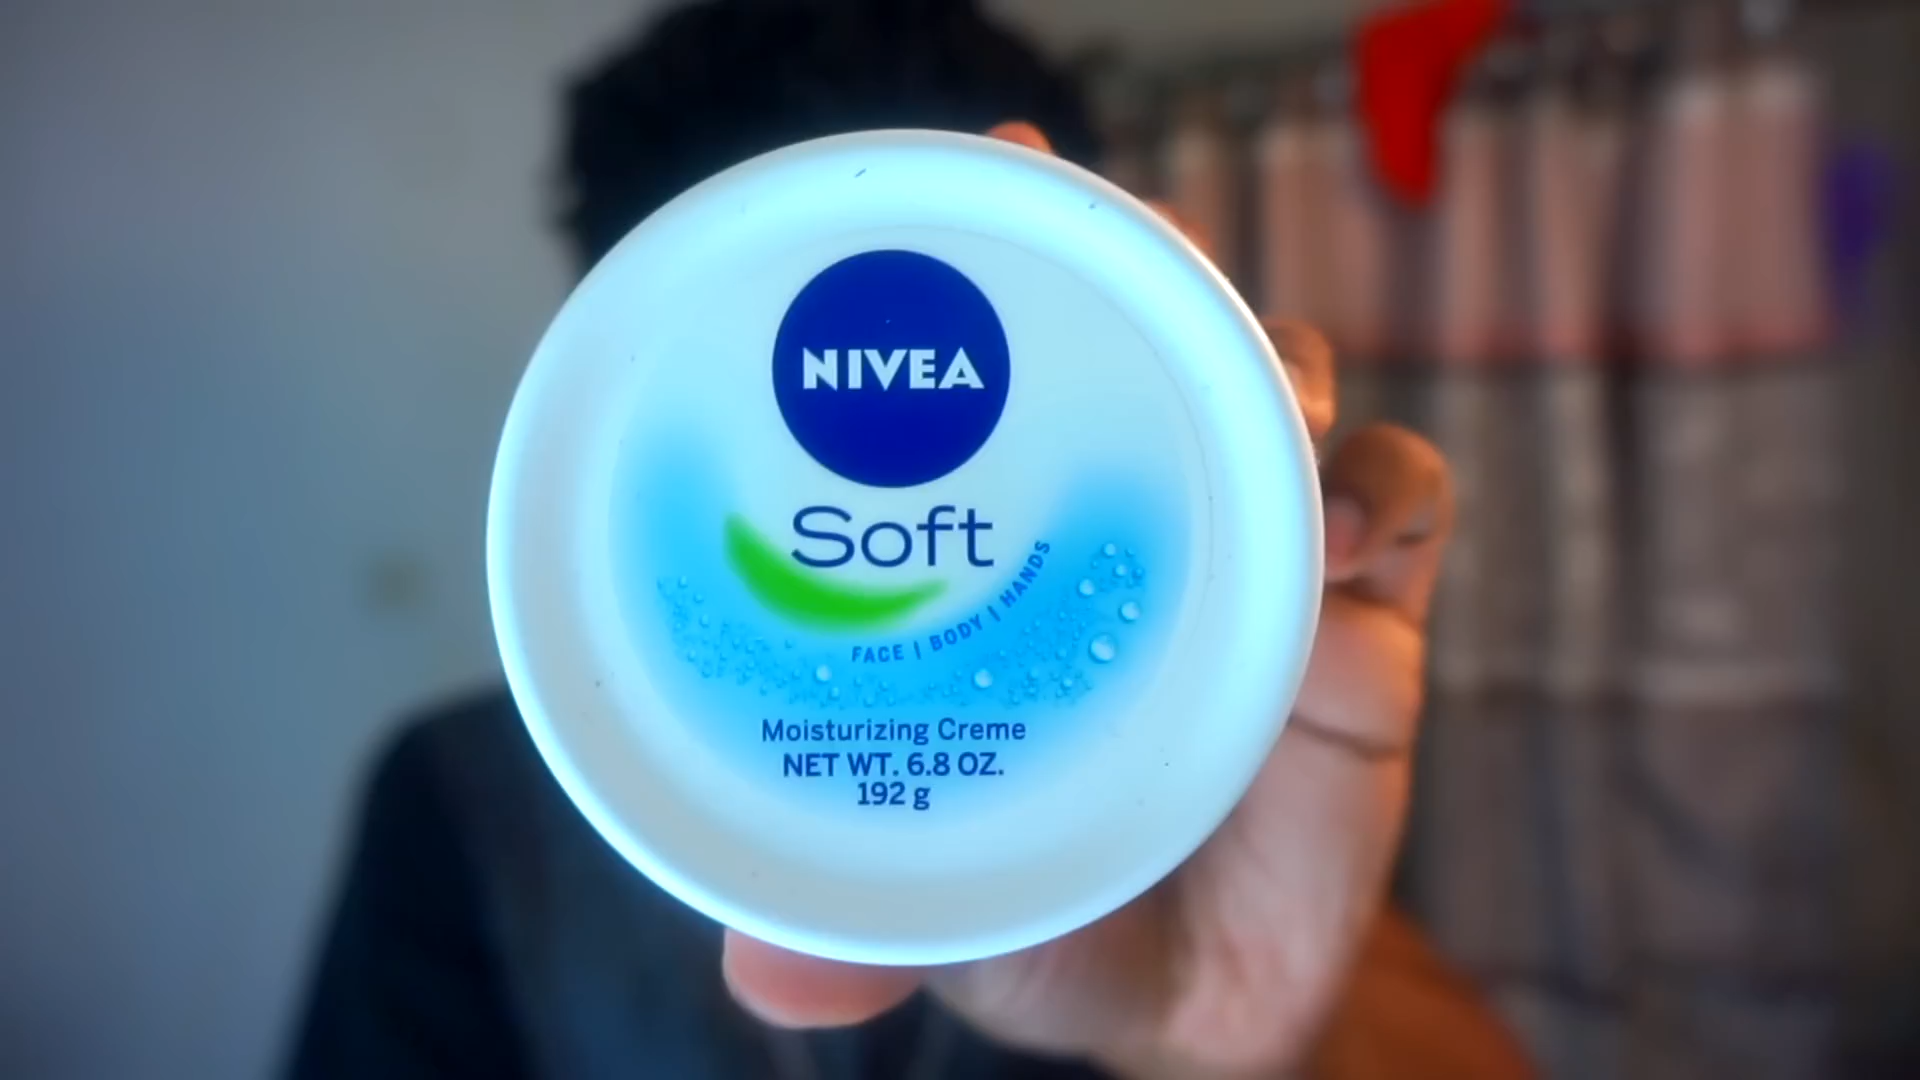 NIVEA
Soft
FACE | BODY | HANDS
Moisturizing Creme
NET WT. 6.8 OZ.
192 g